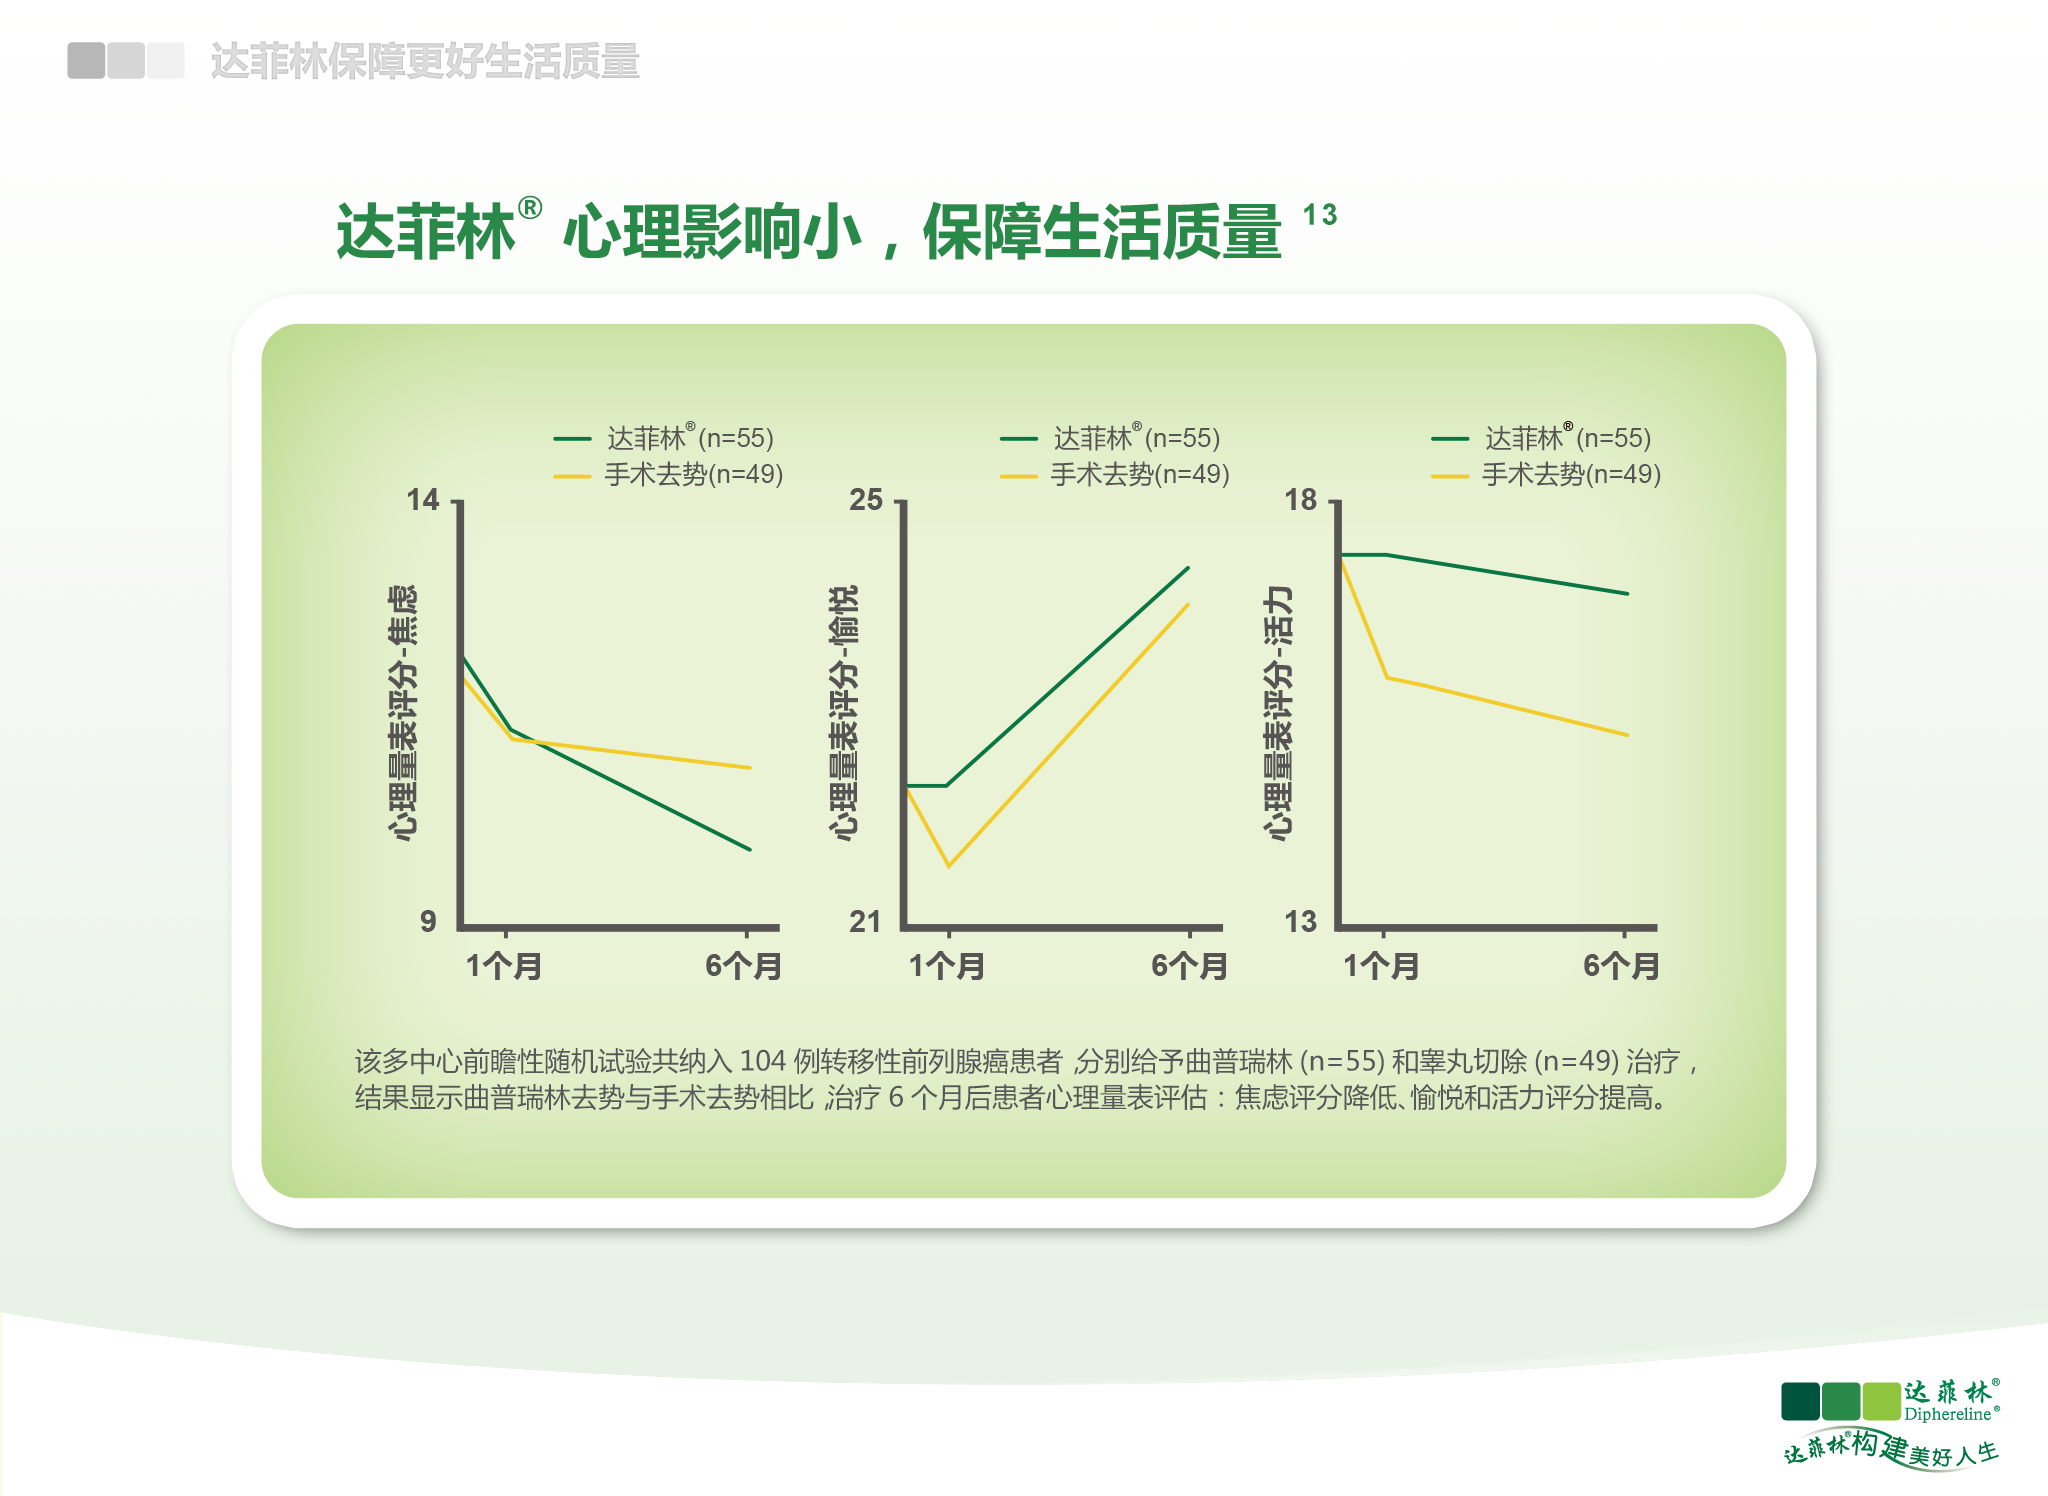 达菲林保障更好生活质量
达菲林® 心理影响小，保障生活质量 13
达菲林®(n=55)
手术去势(n=49)
14
心理量表评分-焦虑
9
1个月 6个月
达菲林®(n=55)
手术去势(n=49)
25
心理量表评分-愉悦
21
1个月 6个月
达菲林®(n=55)
手术去势(n=49)
18
心理量表评分-活力
13
1个月 6个月
该多中心前瞻性随机试验共纳入 104 例转移性前列腺癌患者，分别给予曲普瑞林 (n=55) 和睾丸切除 (n=49) 治疗，
结果显示曲普瑞林去势与手术去势相比，治疗 6 个月后患者心理量表评估：焦虑评分降低、愉悦和活力评分提高。
达菲林®
Diphereline®
达菲林®构建美好人生